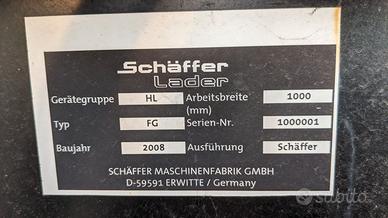 Schäffer
Lader
Gerätegruppe HL Arbeitsbreite (mm) 1000
Typ FG Serien-Nr. 1000001
Baujahr 2008 Ausführung Schäffer
SCHÄFFER MASCHINENFABRIK GMBH
D-59591 ERWITTE / Germany
subito